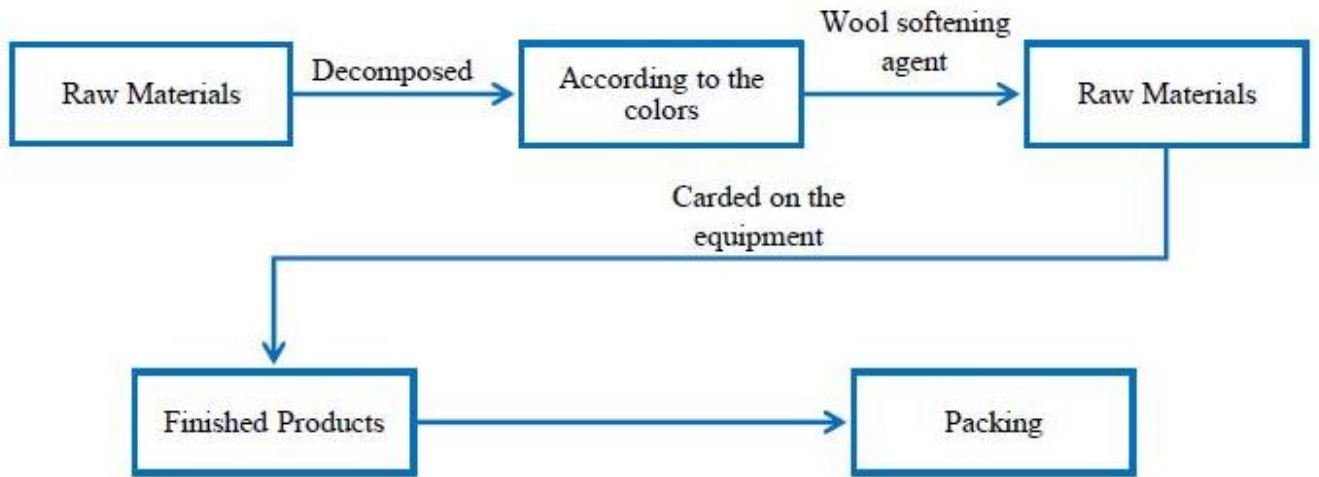 Raw Materials
Decomposed
According to the
colors
Wool softening
agent
Raw Materials
Carded on the
equipment
Finished Products
Packing